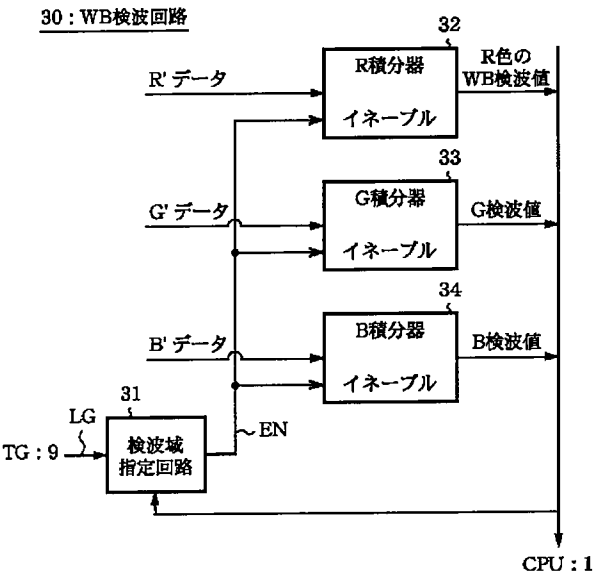 30：WB検波回路
32
R積分器
イネーブル
R'データ
R色の
WB検波値
33
G積分器
イネーブル
G'データ
G検波値
34
B積分器
イネーブル
B'データ
B検波値
31
LG
TG：9
検波域
指定回路
EN
CPU：1